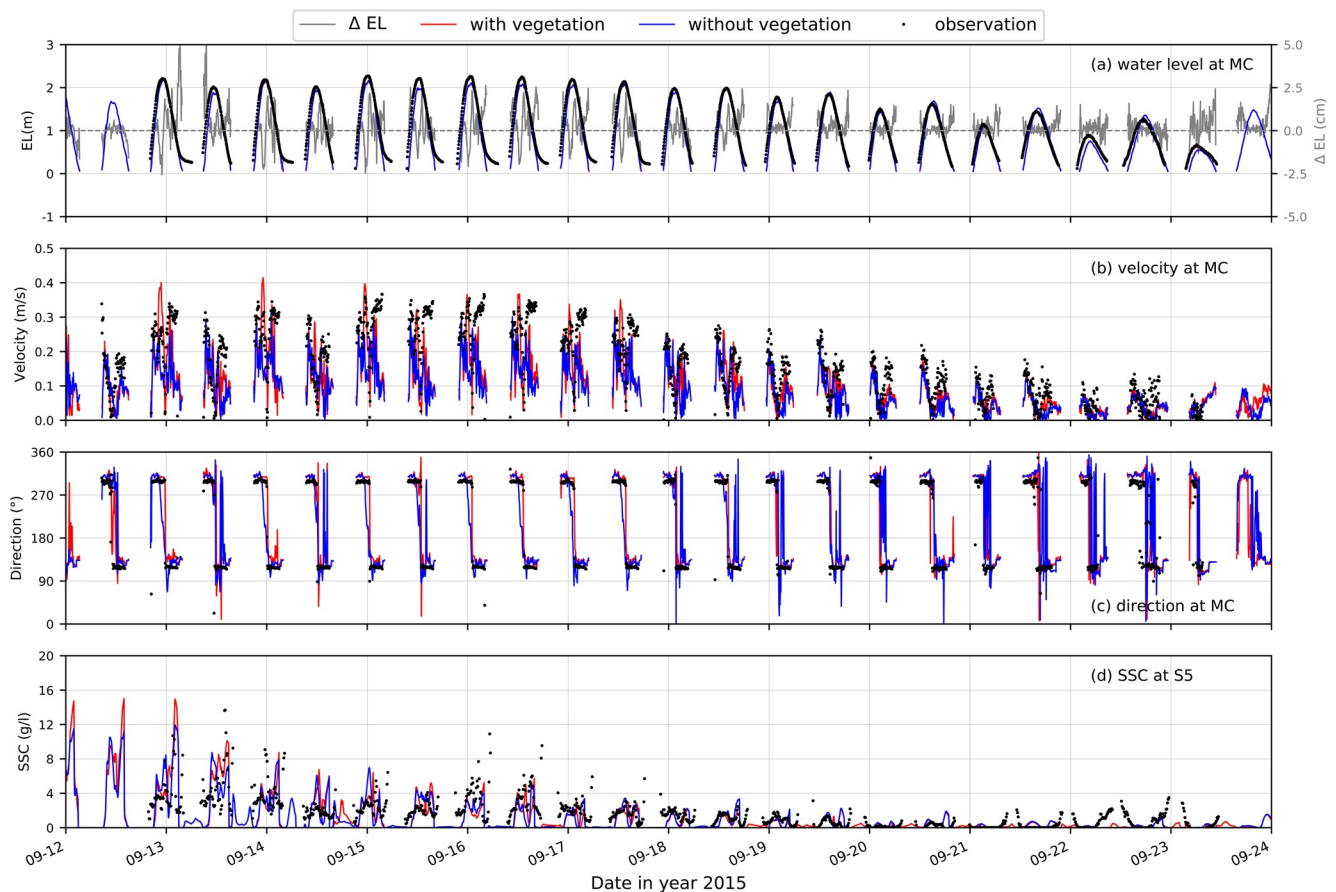 Δ EL with vegetation without vegetation observation
(a) water level at MC
EL(m)
3
2
1
0
-1
5.0
2.5
0.0
-2.5
-5.0
Δ EL (cm)
(b) velocity at MC
Velocity (m/s)
0.5
0.4
0.3
0.2
0.1
0.0
Direction (°)
360
270
180
90
0
(c) direction at MC
(d) SSC at S5
SSC (g/l)
20
16
12
8
4
0
09-12 09-13 09-14 09-15 09-16 09-17 09-18 09-19 09-20 09-21 09-22 09-23 09-24
Date in year 2015